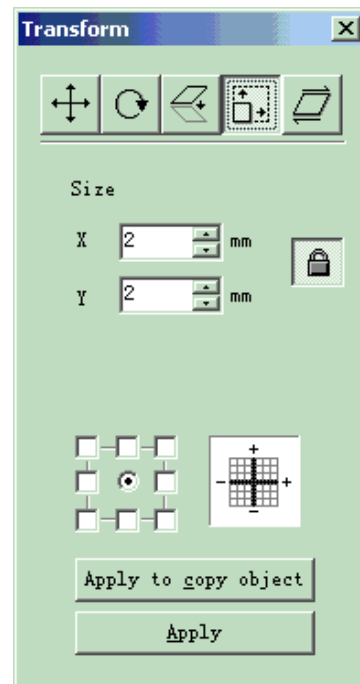 Transform
Size
X 2 mm
Y 2 mm
+
- +
-
Apply to copy object
Apply